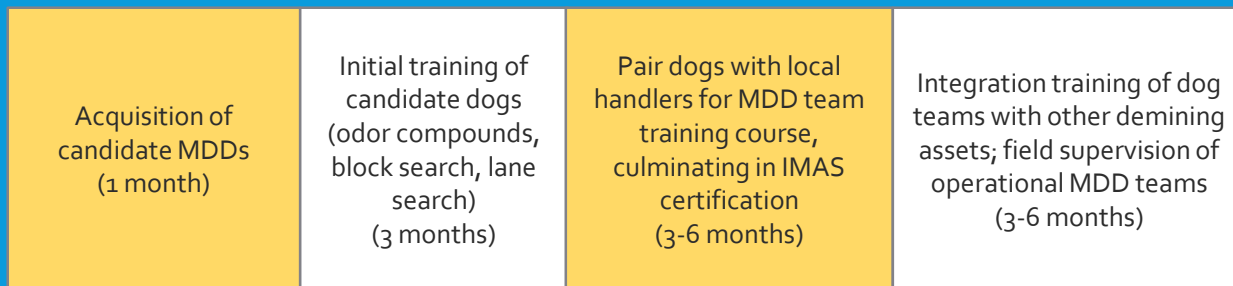 Acquisition of
candidate MDDs
(1 month)
Initial training of
candidate dogs
(odor compounds,
block search, lane
search)
(3 months)
Pair dogs with local
handlers for MDD team
training course,
culminating in IMAS
certification
(3-6 months)
Integration training of dog
teams with other demining
assets; field supervision of
operational MDD teams
(3-6 months)